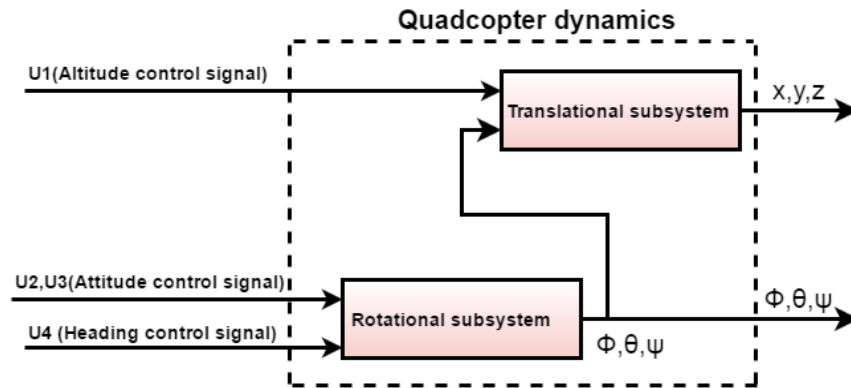 Quadcopter dynamics
U1(Altitude control signal)
Translational subsystem
x,y,z
U2,U3(Attitude control signal)
Rotational subsystem
Φ,θ,ψ
U4 (Heading control signal)
Φ,θ,ψ